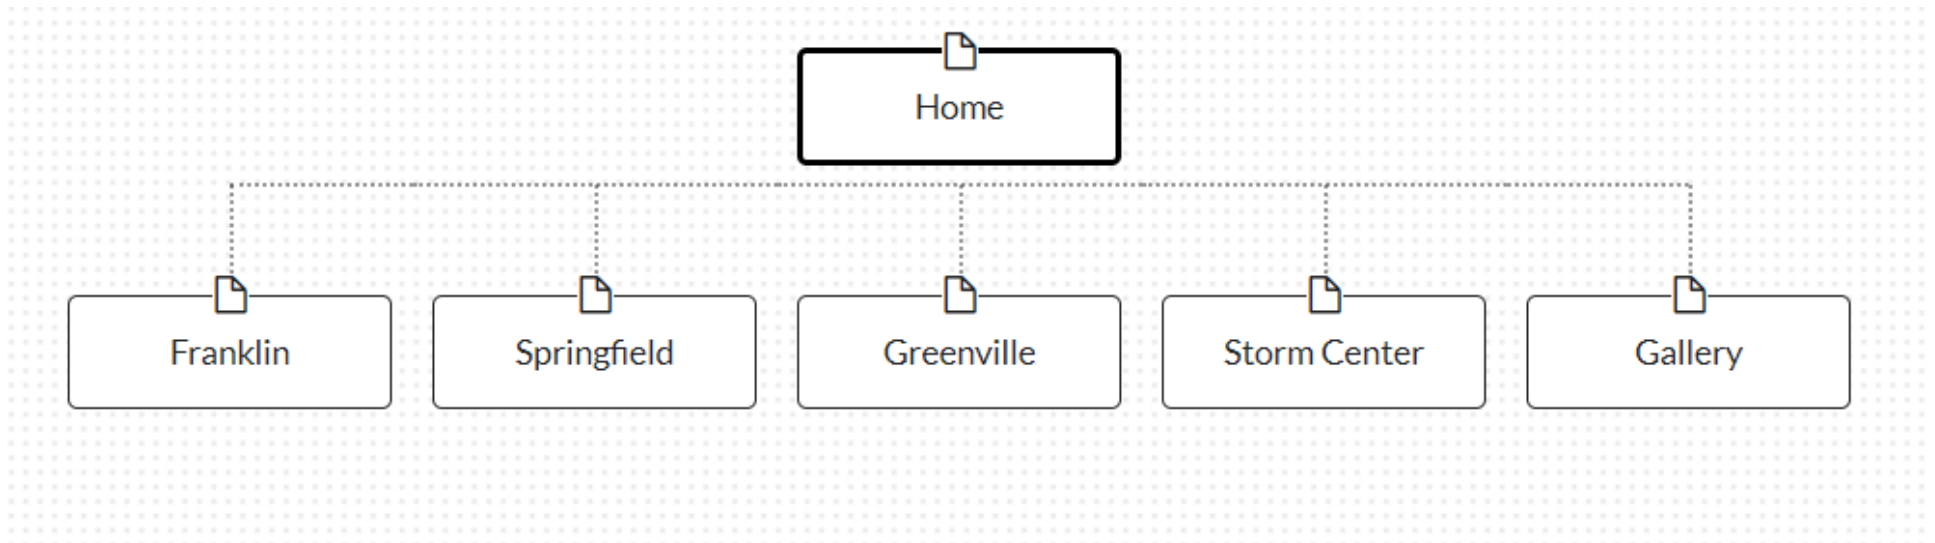 Home
Franklin
Springfield
Greenville
Storm Center
Gallery